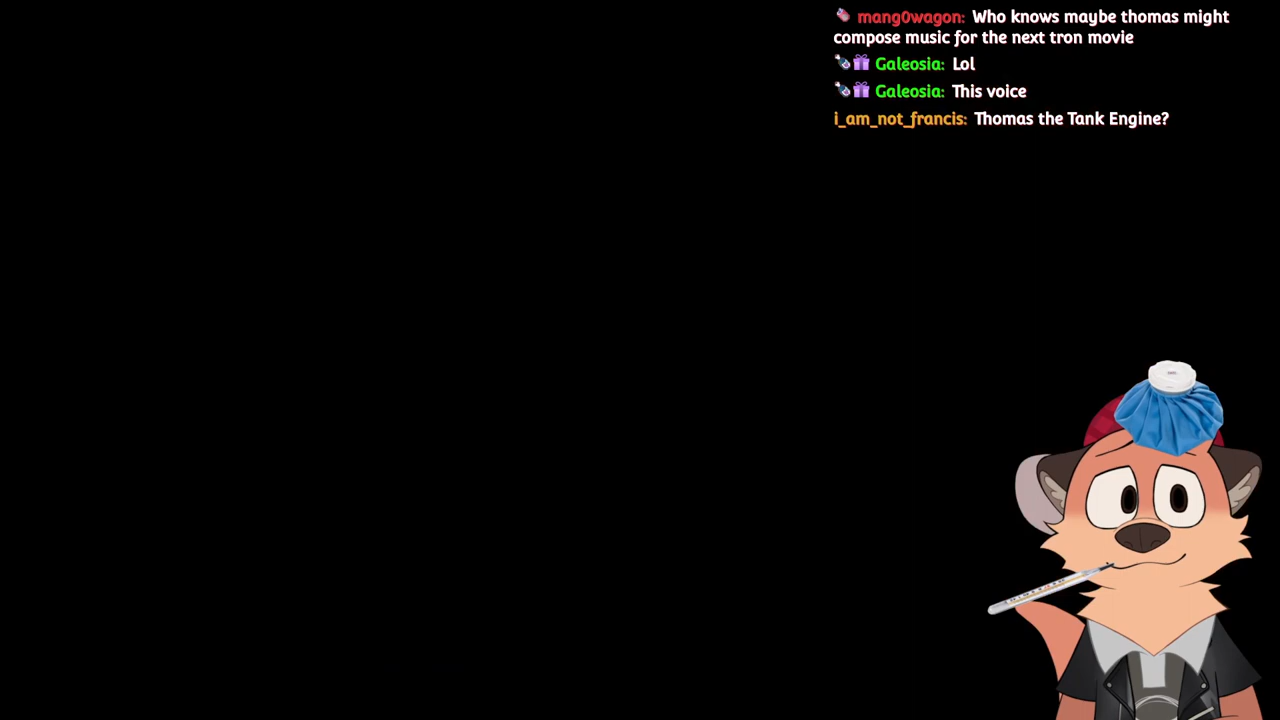 mang0wagon: Who knows maybe thomas might
compose music for the next tron movie
Galeosia: Lol
Galeosia: This voice
i_am_not_francis: Thomas the Tank Engine?